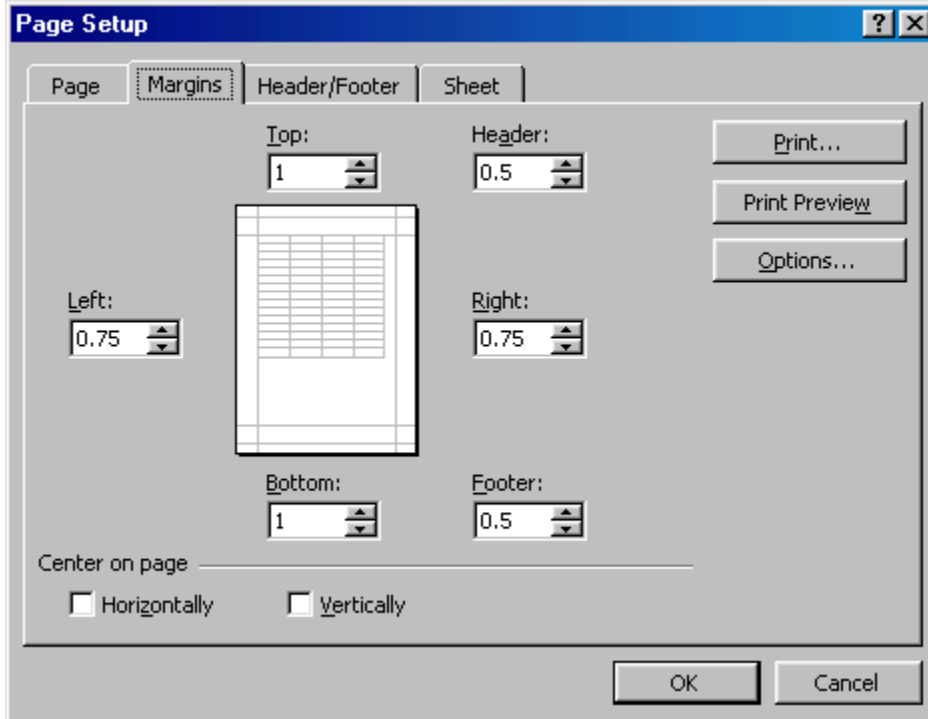 Page Setup
Page Margins Header/Footer Sheet
Top: Header:
1 0.5
Print...
Print Preview
Options...
Left: Right:
0.75 0.75
Bottom: Footer:
1 0.5
Center on page
Horizontally Vertically
OK Cancel